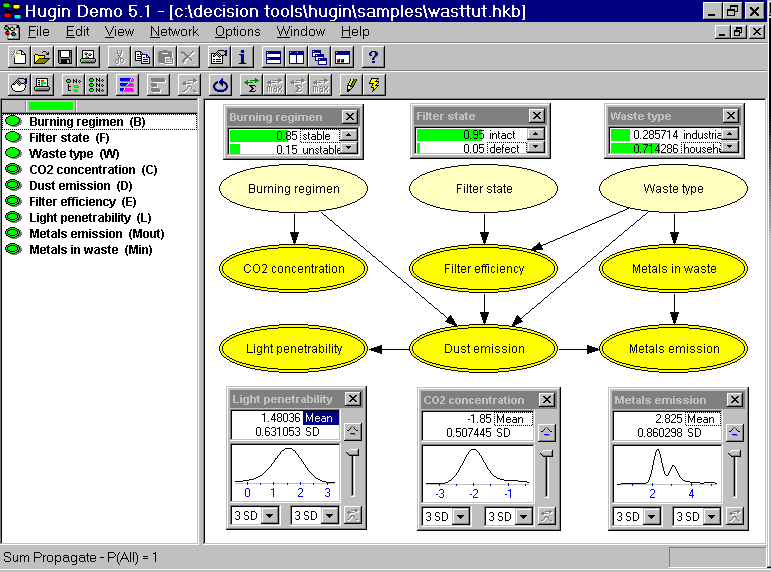 Hugin Demo 5.1 - [c:\decision tools\hugin\samples\wasttut.hkb]
File Edit View Network Options Window Help
Burning regimen (B)
Filter state (F)
Waste type (W)
CO2 concentration (C)
Dust emission (D)
Filter efficiency (E)
Light penetrability (L)
Metals emission (Mout)
Metals in waste (Min)
Burning regimen
0.85 stable
0.15 unstable
Filter state
0.95 intact
0.05 defect
Waste type
0.285714 industria
0.714286 househo
Burning regimen
Filter state
Waste type
CO2 concentration
Filter efficiency
Metals in waste
Light penetrability
Dust emission
Metals emission
Light penetrability
1.48036 Mean
0.631053 SD
0 1 2 3
3 SD 3 SD
CO2 concentration
-1.85 Mean
0.507445 SD
-3 -2 -1
3 SD 3 SD
Metals emission
2.825 Mean
0.860298 SD
2 4
3 SD 3 SD
Sum Propagate - P(All) = 1